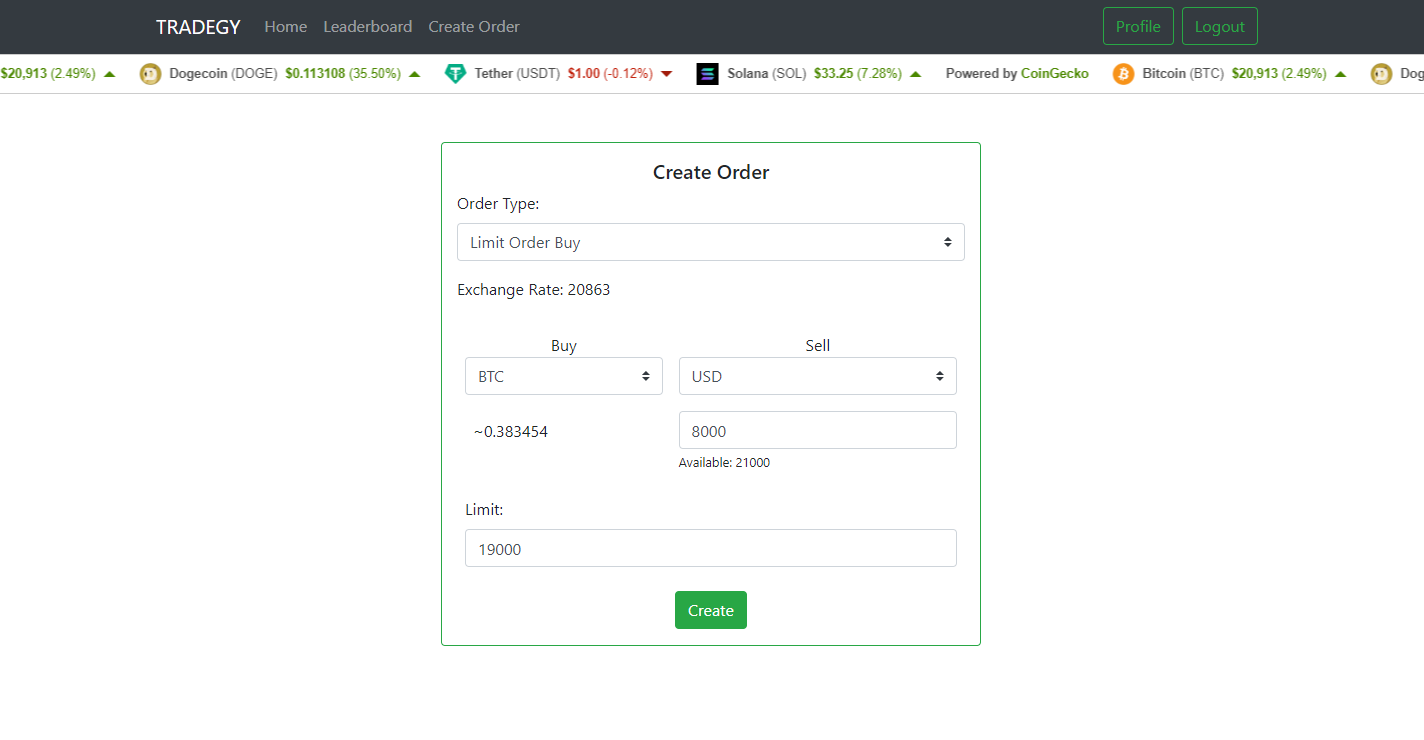 TRADEGY Home Leaderboard Create Order Profile Logout
$20,913 (2.49%) Dogecoin (DOGE) $0.113108 (35.50%) Tether (USDT) $1.00 (-0.12%) Solana (SOL) $33.25 (7.28%) Powered by CoinGecko Bitcoin (BTC) $20,913 (2.49%) Dog
Create Order
Order Type:
Limit Order Buy
Exchange Rate: 20863
Buy Sell
BTC USD
~0.383454 8000
Available: 21000
Limit:
19000
Create